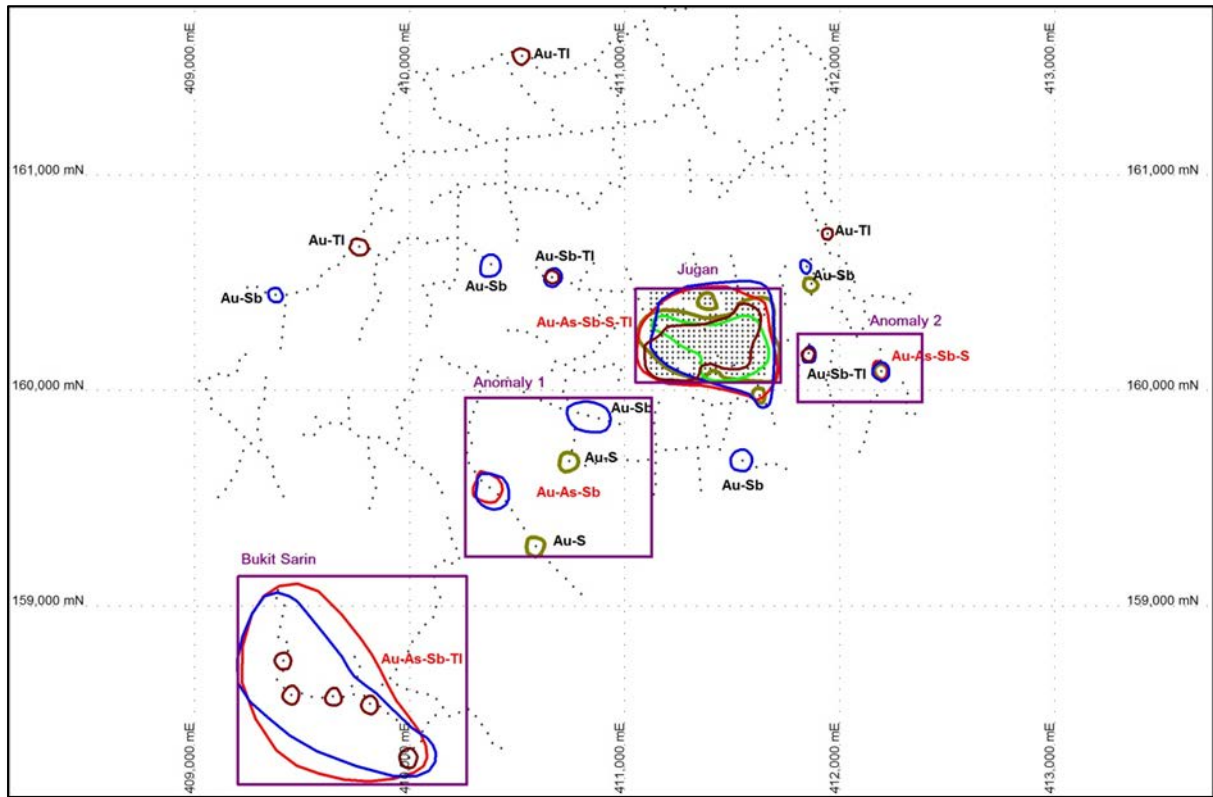 409,000 mE
410,000 mE
411,000 mE
412,000 mE
413,000 mE
Au-Tl
161,000 mN
161,000 mN
Au-Tl
Au-Tl
Au-Sb-Tl
Au-Sb
Au-Sb
Au-Sb
Jugan
Au-As-Sb-S-Tl
Anomaly 2
Au-As-Sb-S
Au-Sb-Tl
160,000 mN
160,000 mN
Anomaly 1
Au-Sb
Au-S
Au-Sb
Au-As-Sb
Au-S
Bukit Sarin
159,000 mN
159,000 mN
Au-As-Sb-Tl
409,000 mE
410,000 mE
411,000 mE
412,000 mE
413,000 mE